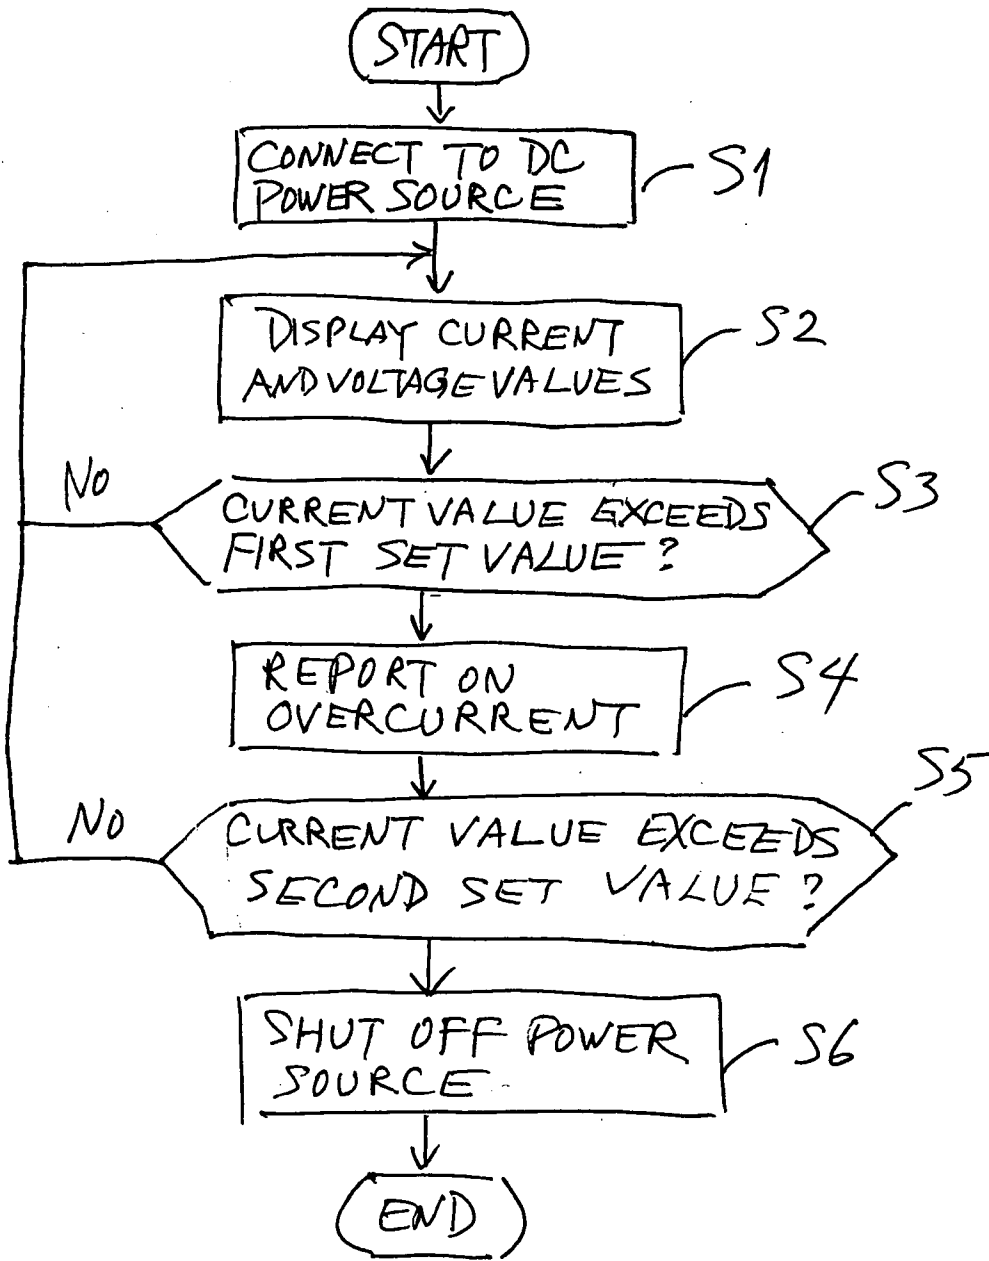 START
CONNECT TO DC
POWER SOURCE
S1
DISPLAY CURRENT
AND VOLTAGE VALUES
S2
NO
CURRENT VALUE EXCEEDS
FIRST SET VALUE?
S3
REPORT ON
OVERCURRENT
S4
NO
CURRENT VALUE EXCEEDS
SECOND SET VALUE?
S5
SHUT OFF POWER
SOURCE
S6
END